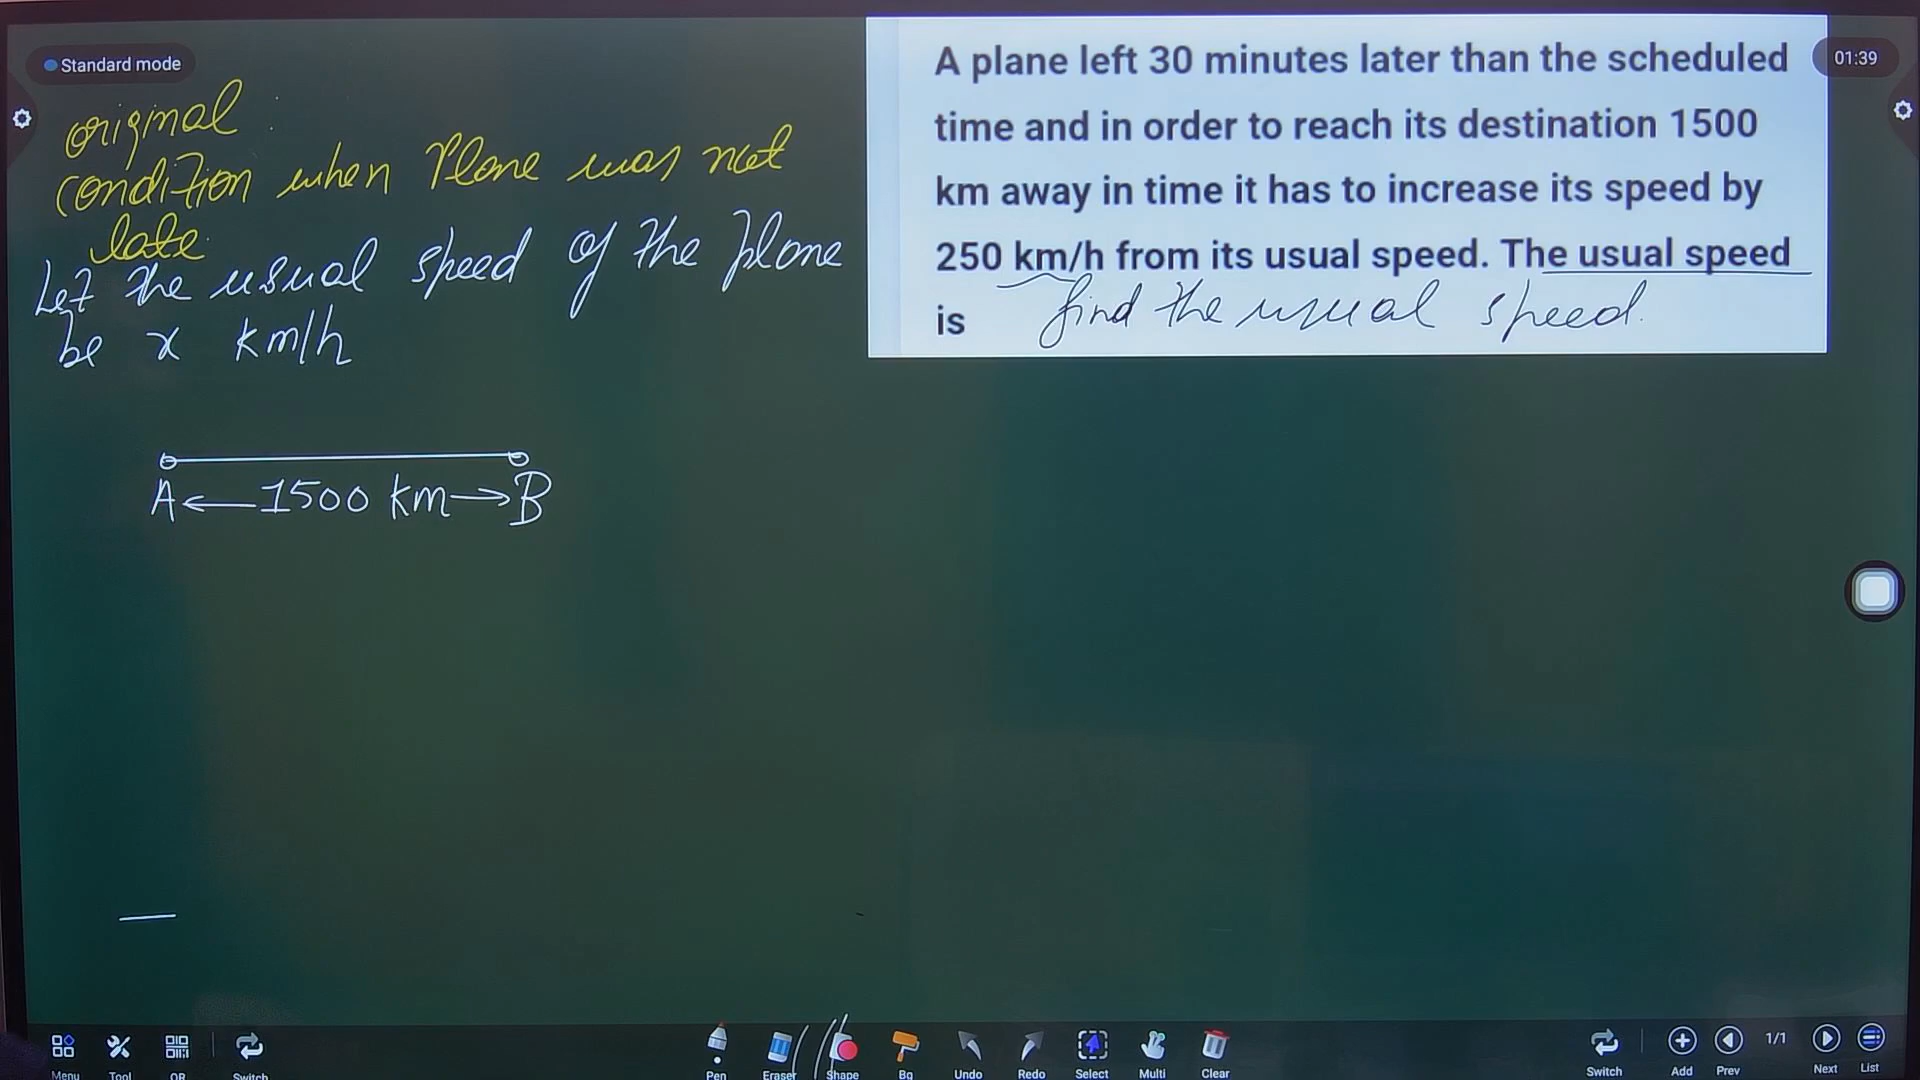 Standard mode
original :
condition when Plane was not
late.
Let the usual speed of the plane
be x km/h
A 1500 km B
A plane left 30 minutes later than the scheduled
time and in order to reach its destination 1500
km away in time it has to increase its speed by
250 km/h from its usual speed. The usual speed
is find the usual speed.
01:39
Menu Tool QR Switch Pen Eraser Shape Bg Undo Redo Select Multi Clear Switch Add Prev 1/1 Next List